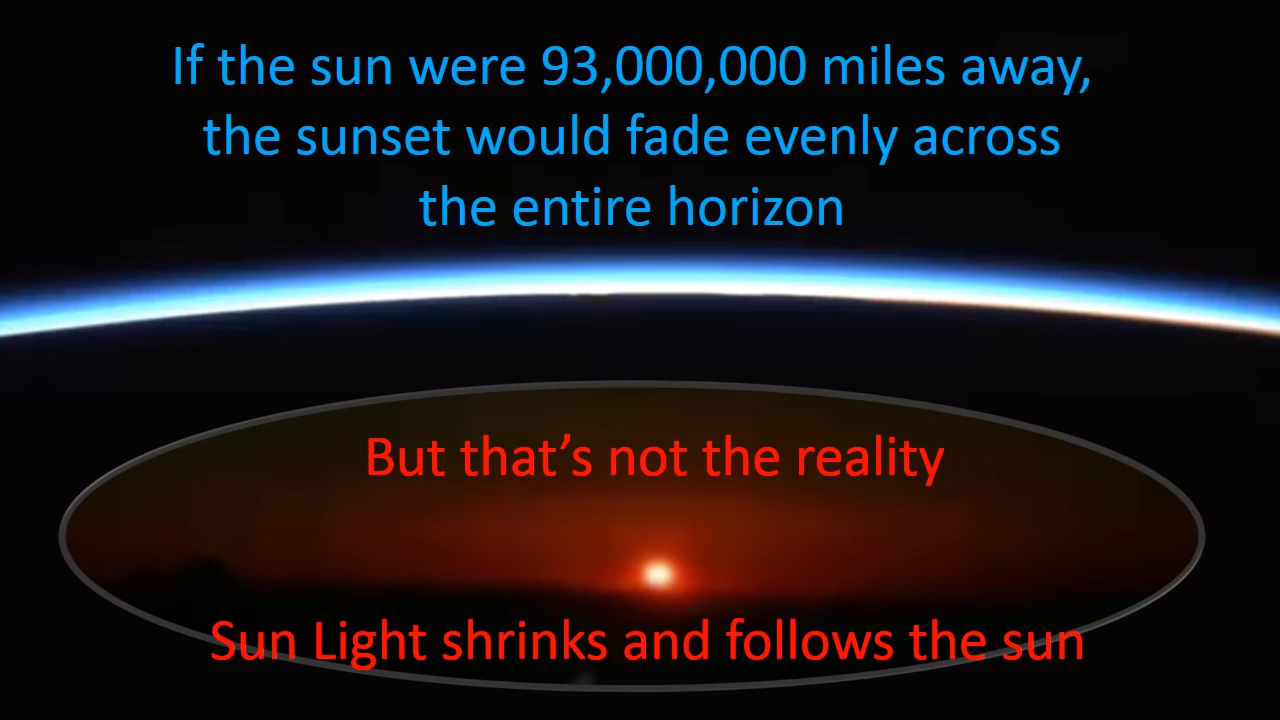 If the sun were 93,000,000 miles away,
the sunset would fade evenly across
the entire horizon
But that’s not the reality
Sun Light shrinks and follows the sun